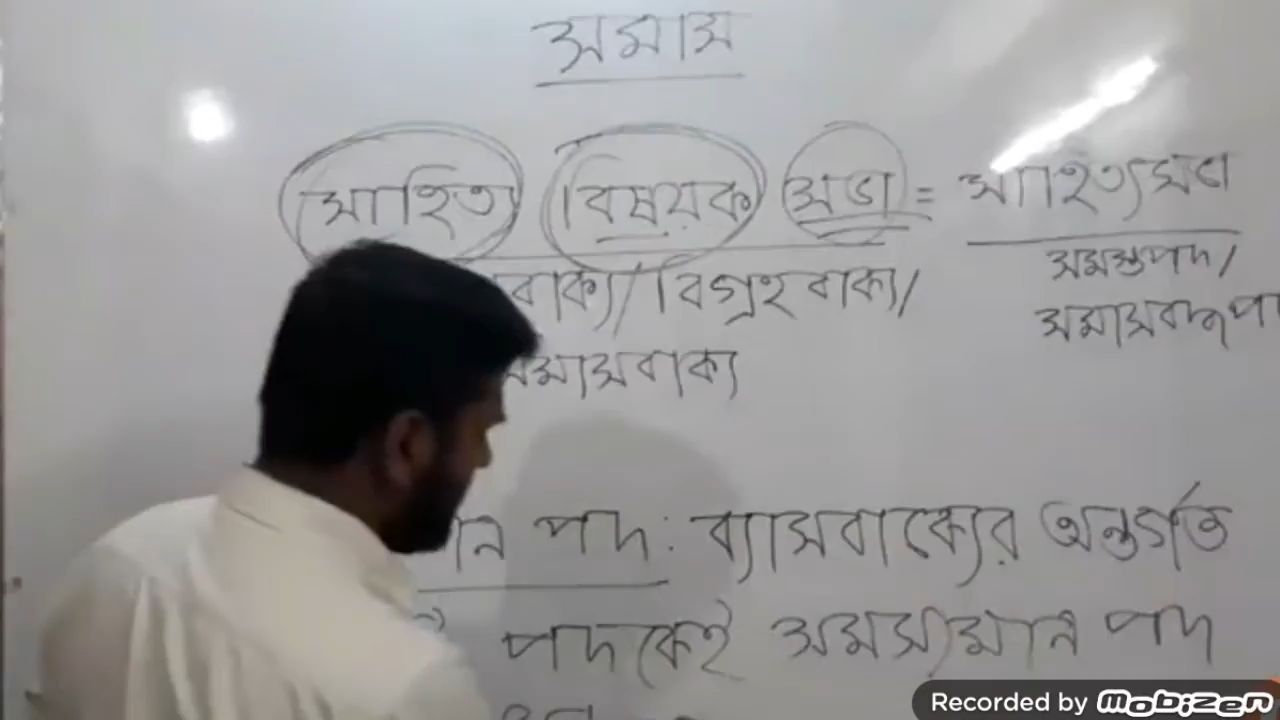 সমাস
সাহিত্য বিষয়ক সভা = সাহিত্যসভা
বাক্য/ বিগ্রহ বাক্য/ সমস্তপদ/
সমাসবাক্য সমাসবদ্ধপদ
পদ : ব্যাসবাক্যের অন্তর্গত
পদকেই সমস্যমান পদ
Recorded by Mobizen